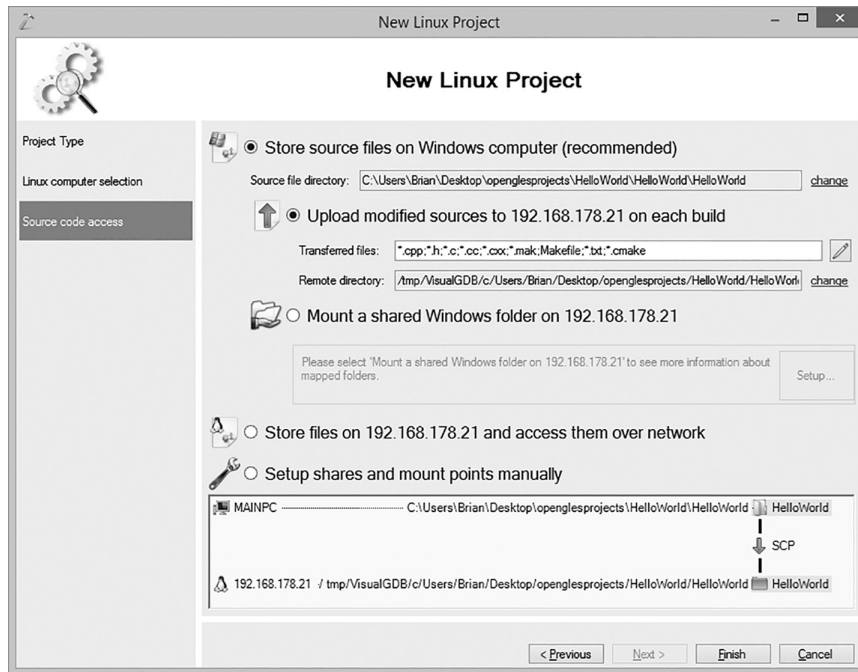 New Linux Project
New Linux Project
Project Type
Linux computer selection
Source code access
Store source files on Windows computer (recommended)
Source file directory: C:\Users\Brian\Desktop\openglesprojects\HelloWorld\HelloWorld\HelloWorld change
Upload modified sources to 192.168.178.21 on each build
Transferred files: *.cpp;*.h;*.c;*.cc;*.cxx;*.mak;Makefile;*.txt;*.cmake
Remote directory: /tmp/VisualGDB/c/Users/Brian/Desktop/openglesprojects/HelloWorld/HelloWorl change
Mount a shared Windows folder on 192.168.178.21
Please select 'Mount a shared Windows folder on 192.168.178.21' to see more information about
mapped folders.
Setup...
Store files on 192.168.178.21 and access them over network
Setup shares and mount points manually
MAINPC C:\Users\Brian\Desktop\openglesprojects\HelloWorld\HelloWorld HelloWorld
SCP
192.168.178.21 / tmp/VisualGDB/c/Users/Brian/Desktop/openglesprojects/HelloWorld/HelloWorld HelloWorld
< Previous Next > Finish Cancel